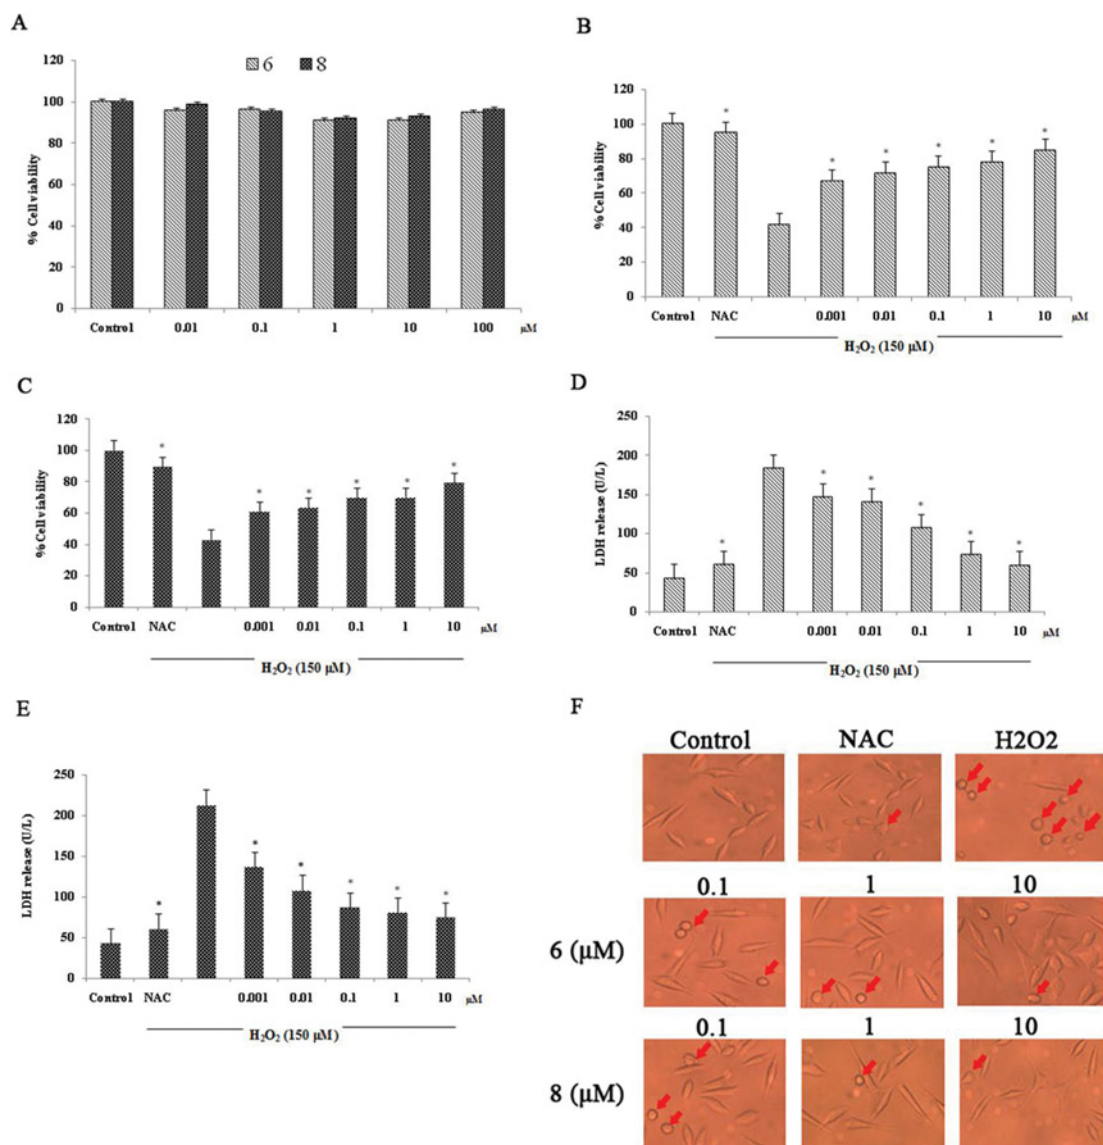 A
120
100
80
60
40
20
0
% Cell viability
6 8
Control 0.01 0.1 1 10 100 µM
B
120
100
80
60
40
20
0
% Cell viability
* * * * * *
Control NAC 0.001 0.01 0.1 1 10 µM
H₂O₂ (150 µM)
C
120
100
80
60
40
20
0
% Cell viability
* * * * * *
Control NAC 0.001 0.01 0.1 1 10 µM
H₂O₂ (150 µM)
D
250
200
150
100
50
0
LDH release (U/L)
* * * * * *
Control NAC 0.001 0.01 0.1 1 10 µM
H₂O₂ (150 µM)
E
250
200
150
100
50
0
LDH release (U/L)
* * * * * *
Control NAC 0.001 0.01 0.1 1 10 µM
H₂O₂ (150 µM)
F
Control NAC H2O2
0.1 1 10
6 (µM)
0.1 1 10
8 (µM)